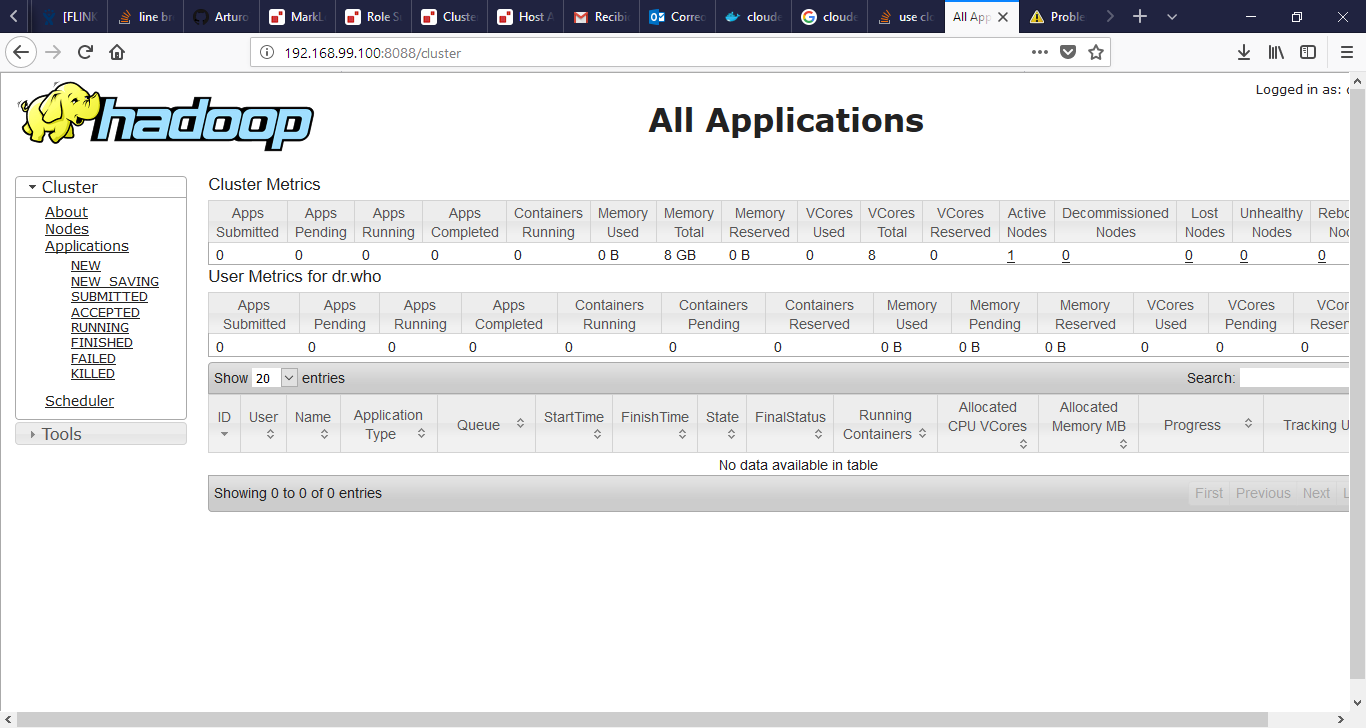 [FLINK
line br
Arturo
MarkL
Role S
Cluste
Host A
Recibi
Correo
cloude
cloude
use clo
All App
Proble
192.168.99.100:8088/cluster
hadoop
All Applications
Logged in as:
Cluster
About
Nodes
Applications
NEW
NEW_SAVING
SUBMITTED
ACCEPTED
RUNNING
FINISHED
FAILED
KILLED
Scheduler
Tools
Cluster Metrics
Apps Submitted
Apps Pending
Apps Running
Apps Completed
Containers Running
Memory Used
Memory Total
Memory Reserved
VCores Used
VCores Total
VCores Reserved
Active Nodes
Decommissioned Nodes
Lost Nodes
Unhealthy Nodes
Rebo
0 0 0 0 0 0 B 8 GB 0 B 0 8 0 1 0 0 0 0
User Metrics for dr.who
Apps Submitted
Apps Pending
Apps Running
Apps Completed
Containers Running
Containers Pending
Containers Reserved
Memory Used
Memory Pending
Memory Reserved
VCores Used
VCores Pending
VCor
Reser
0 0 0 0 0 0 0 0 B 0 B 0 B 0 0 0
Show 20 entries
Search:
ID
User
Name
Application Type
Queue
StartTime
FinishTime
State
FinalStatus
Running Containers
Allocated CPU VCores
Allocated Memory MB
Progress
Tracking U
No data available in table
Showing 0 to 0 of 0 entries
First Previous Next L